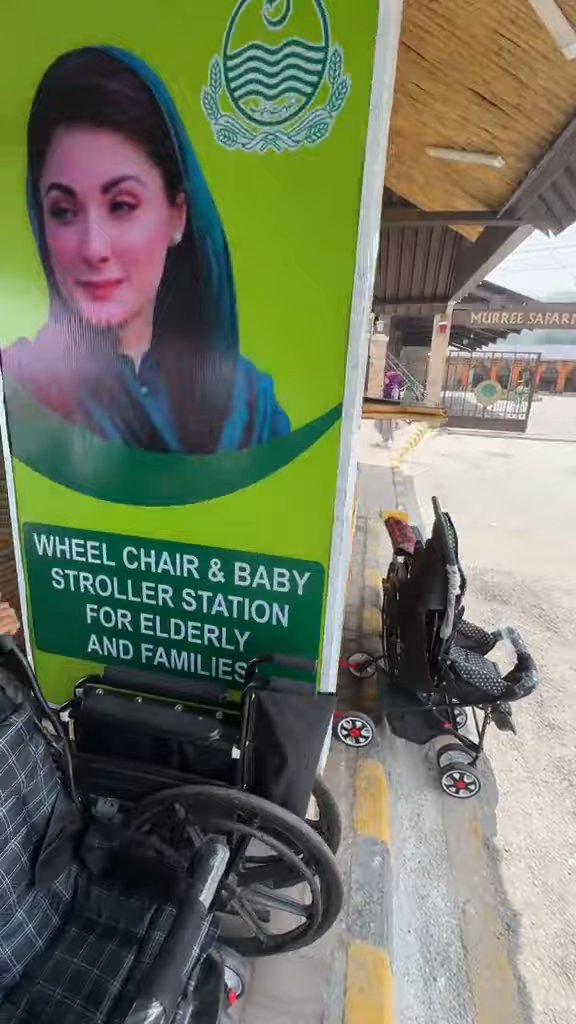 MURREE SAFARI
WHEEL CHAIR & BABY
STROLLER STATION
FOR ELDERLY
AND FAMILIES